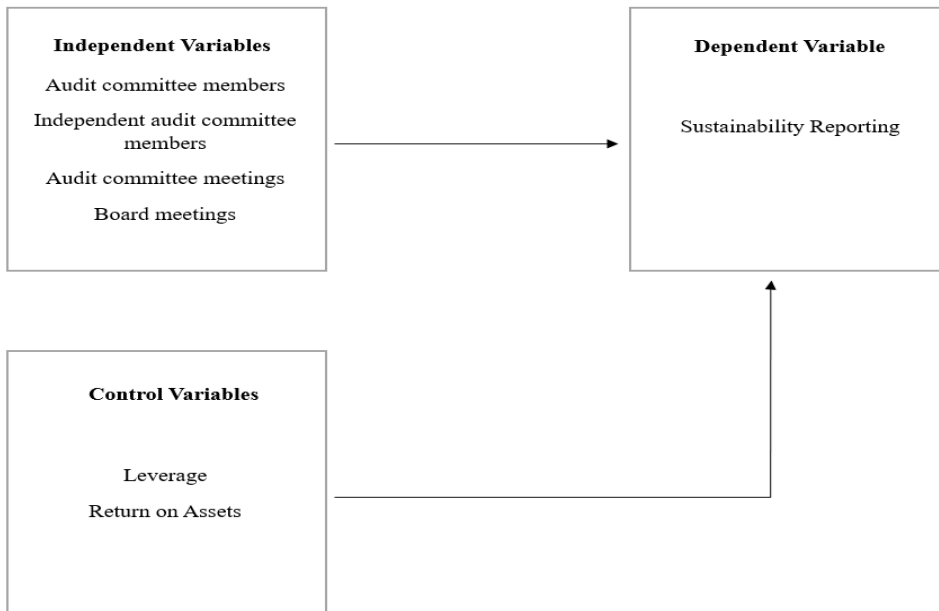 Independent Variables
Audit committee members
Independent audit committee
members
Audit committee meetings
Board meetings
Dependent Variable
Sustainability Reporting
Control Variables
Leverage
Return on Assets